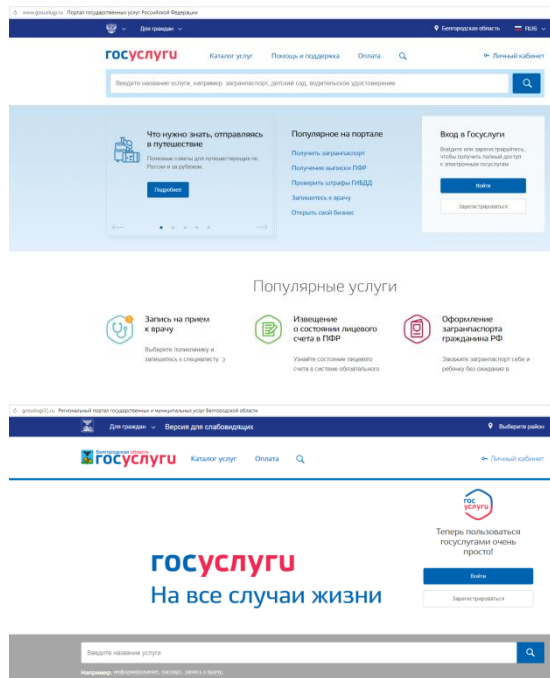 www.gosuslugi.ru Портал государственных услуг Российской Федерации
Для граждан
Белгородская область
RUS
госуслуги
Каталог услуг
Помощь и поддержка
Оплата
Личный кабинет
Введите название услуги, например: загранпаспорт, детский сад, водительское удостоверение
Что нужно знать, отправляясь
в путешествие
Полезные советы для путешествующих по
России и за рубежом.
Подробнее
Популярное на портале
Получить загранпаспорт
Получение выписки ПФР
Проверить штрафы ГИБДД
Запишитесь к врачу
Открыть свой бизнес
Вход в Госуслуги
Войдите или зарегистрируйтесь,
чтобы получить полный доступ
к электронным госуслугам
Войти
Зарегистрироваться
Популярные услуги
Запись на прием
к врачу
Выберите поликлинику и
запишитесь к специалисту
Извещение
о состоянии лицевого
счета в ПФР
Узнайте состояние лицевого
счета в системе обязательного
Оформление
загранпаспорта
гражданина РФ
Закажите загранпаспорт себе и
ребенку без ожидания в
gosuslugi31.ru Региональный портал государственных и муниципальных услуг Белгородской области
Для граждан
Версия для слабовидящих
Выберите район
Белгородская область
госуслуги
Каталог услуг
Оплата
Личный кабинет
гос
услуги
Теперь пользоваться
госуслугами очень
просто!
Войти
Зарегистрироваться
госуслуги
На все случаи жизни
Введите название услуги
Например: информирование, паспорт, запись к врачу,